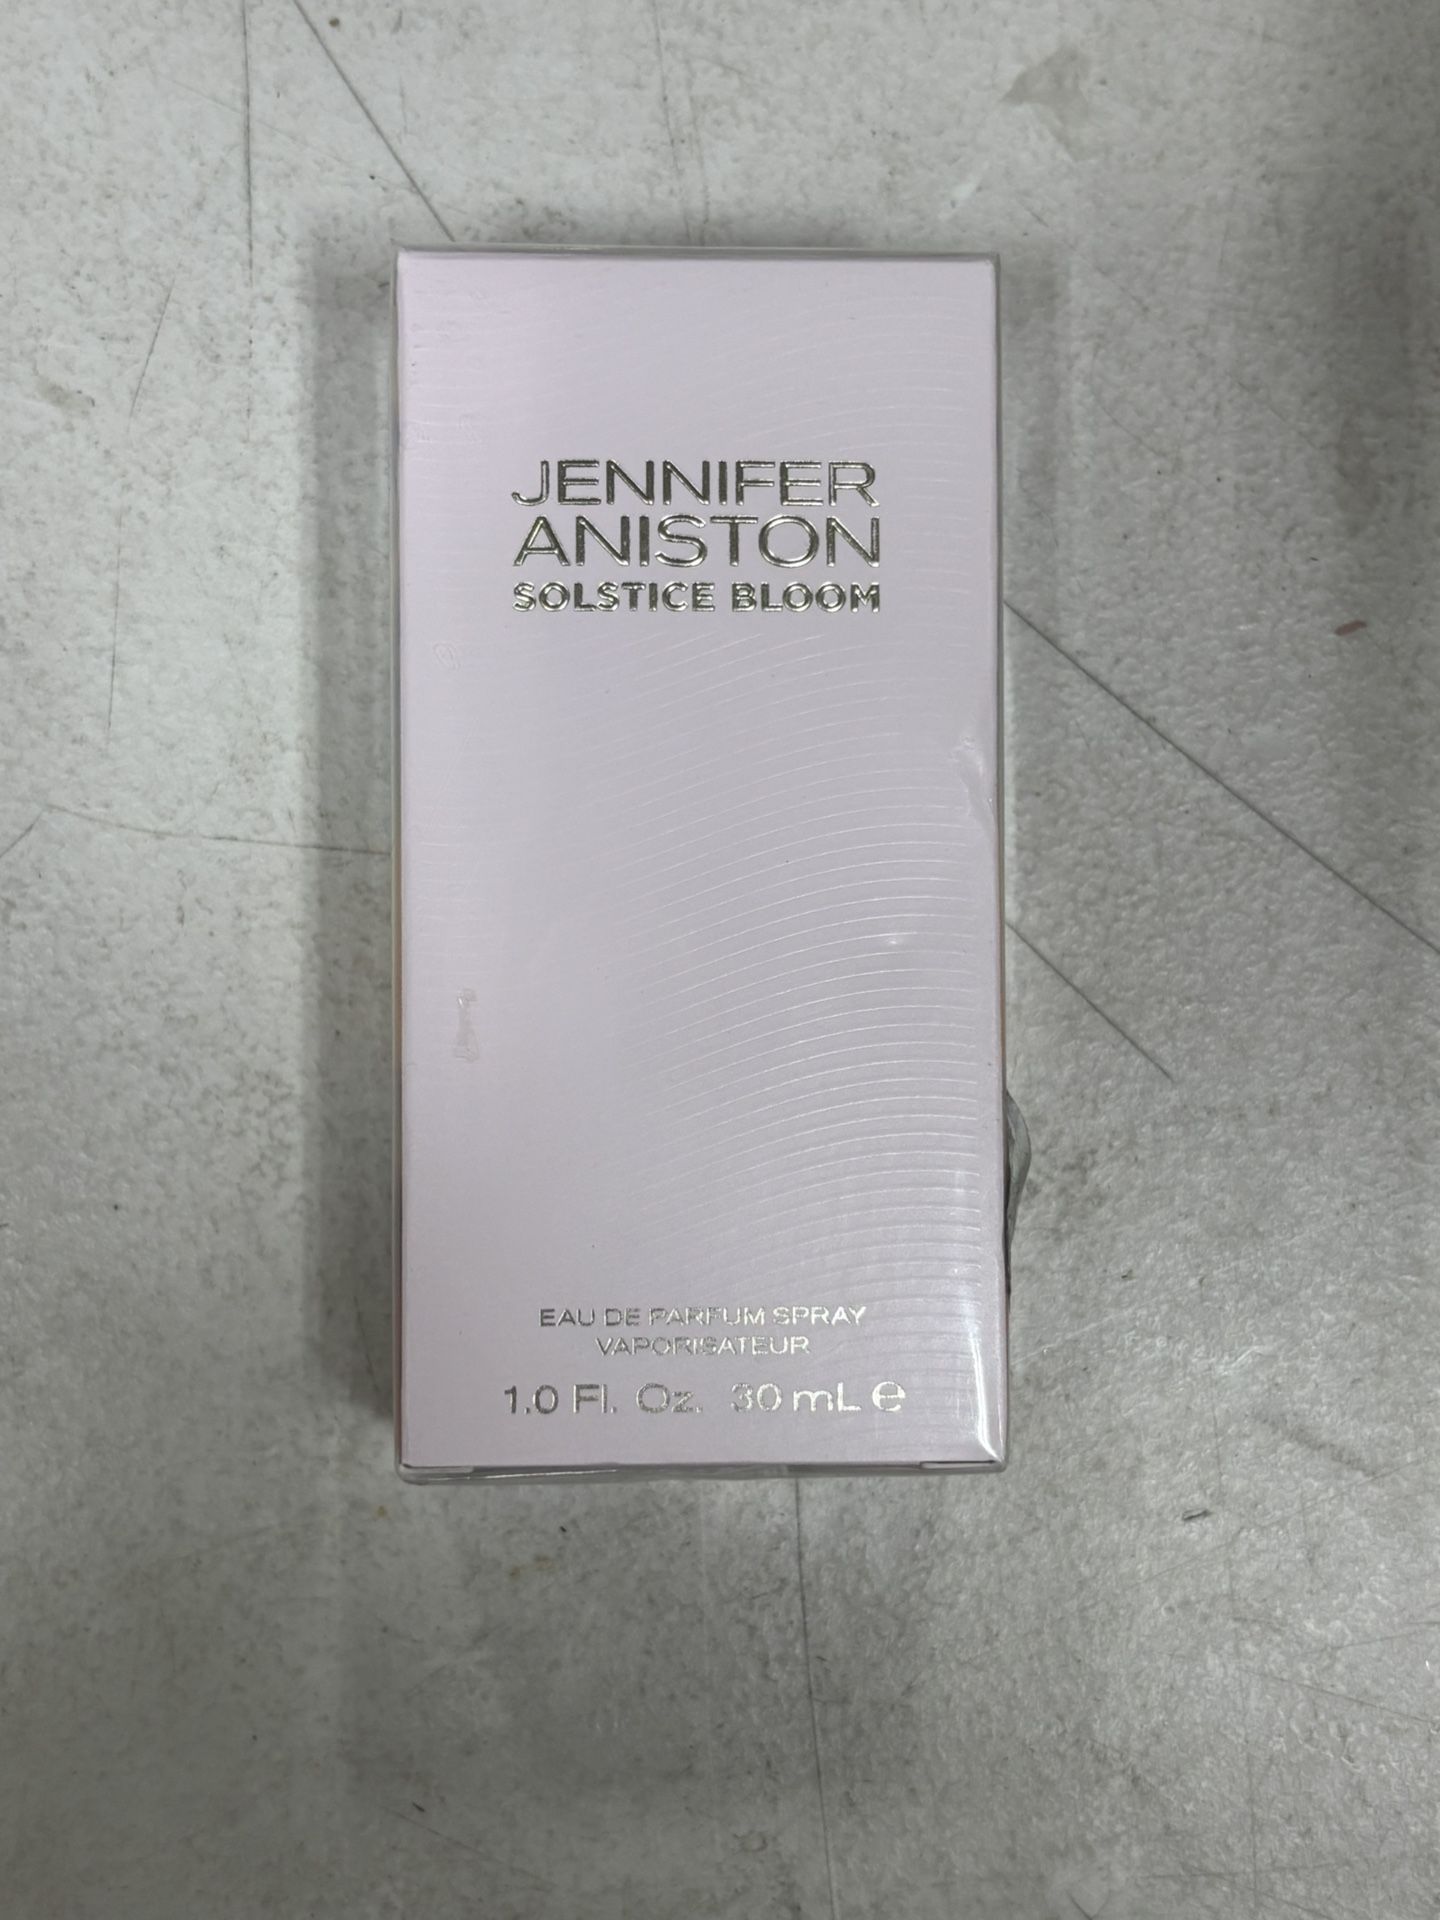 JENNIFER
ANISTON
SOLSTICE BLOOM
EAU DE PARFUM SPRAY
VAPORISATEUR
1.0 Fl. Oz. 30 mL ℮